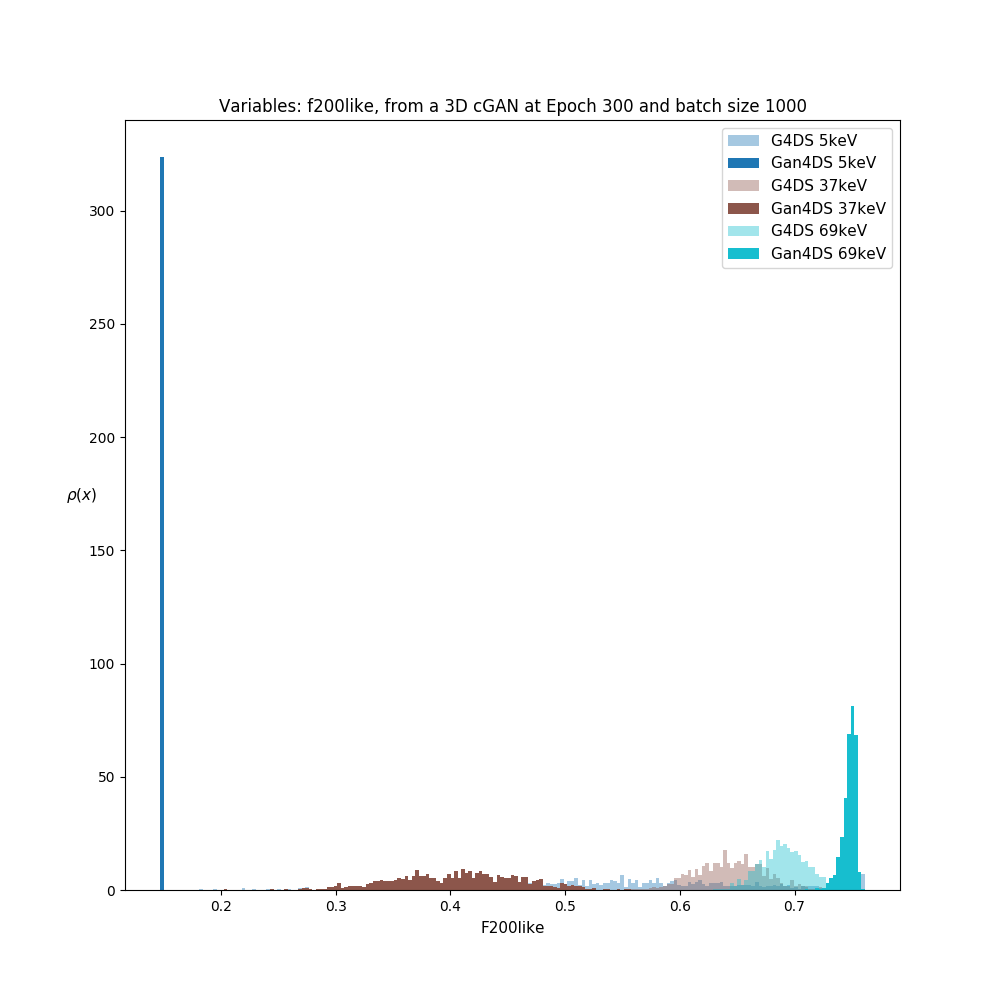 Variables: f200like, from a 3D cGAN at Epoch 300 and batch size 1000
G4DS 5keV
Gan4DS 5keV
G4DS 37keV
Gan4DS 37keV
G4DS 69keV
Gan4DS 69keV
300
250
200
ρ(x)
150
100
50
0
0.2 0.3 0.4 0.5 0.6 0.7
F200like